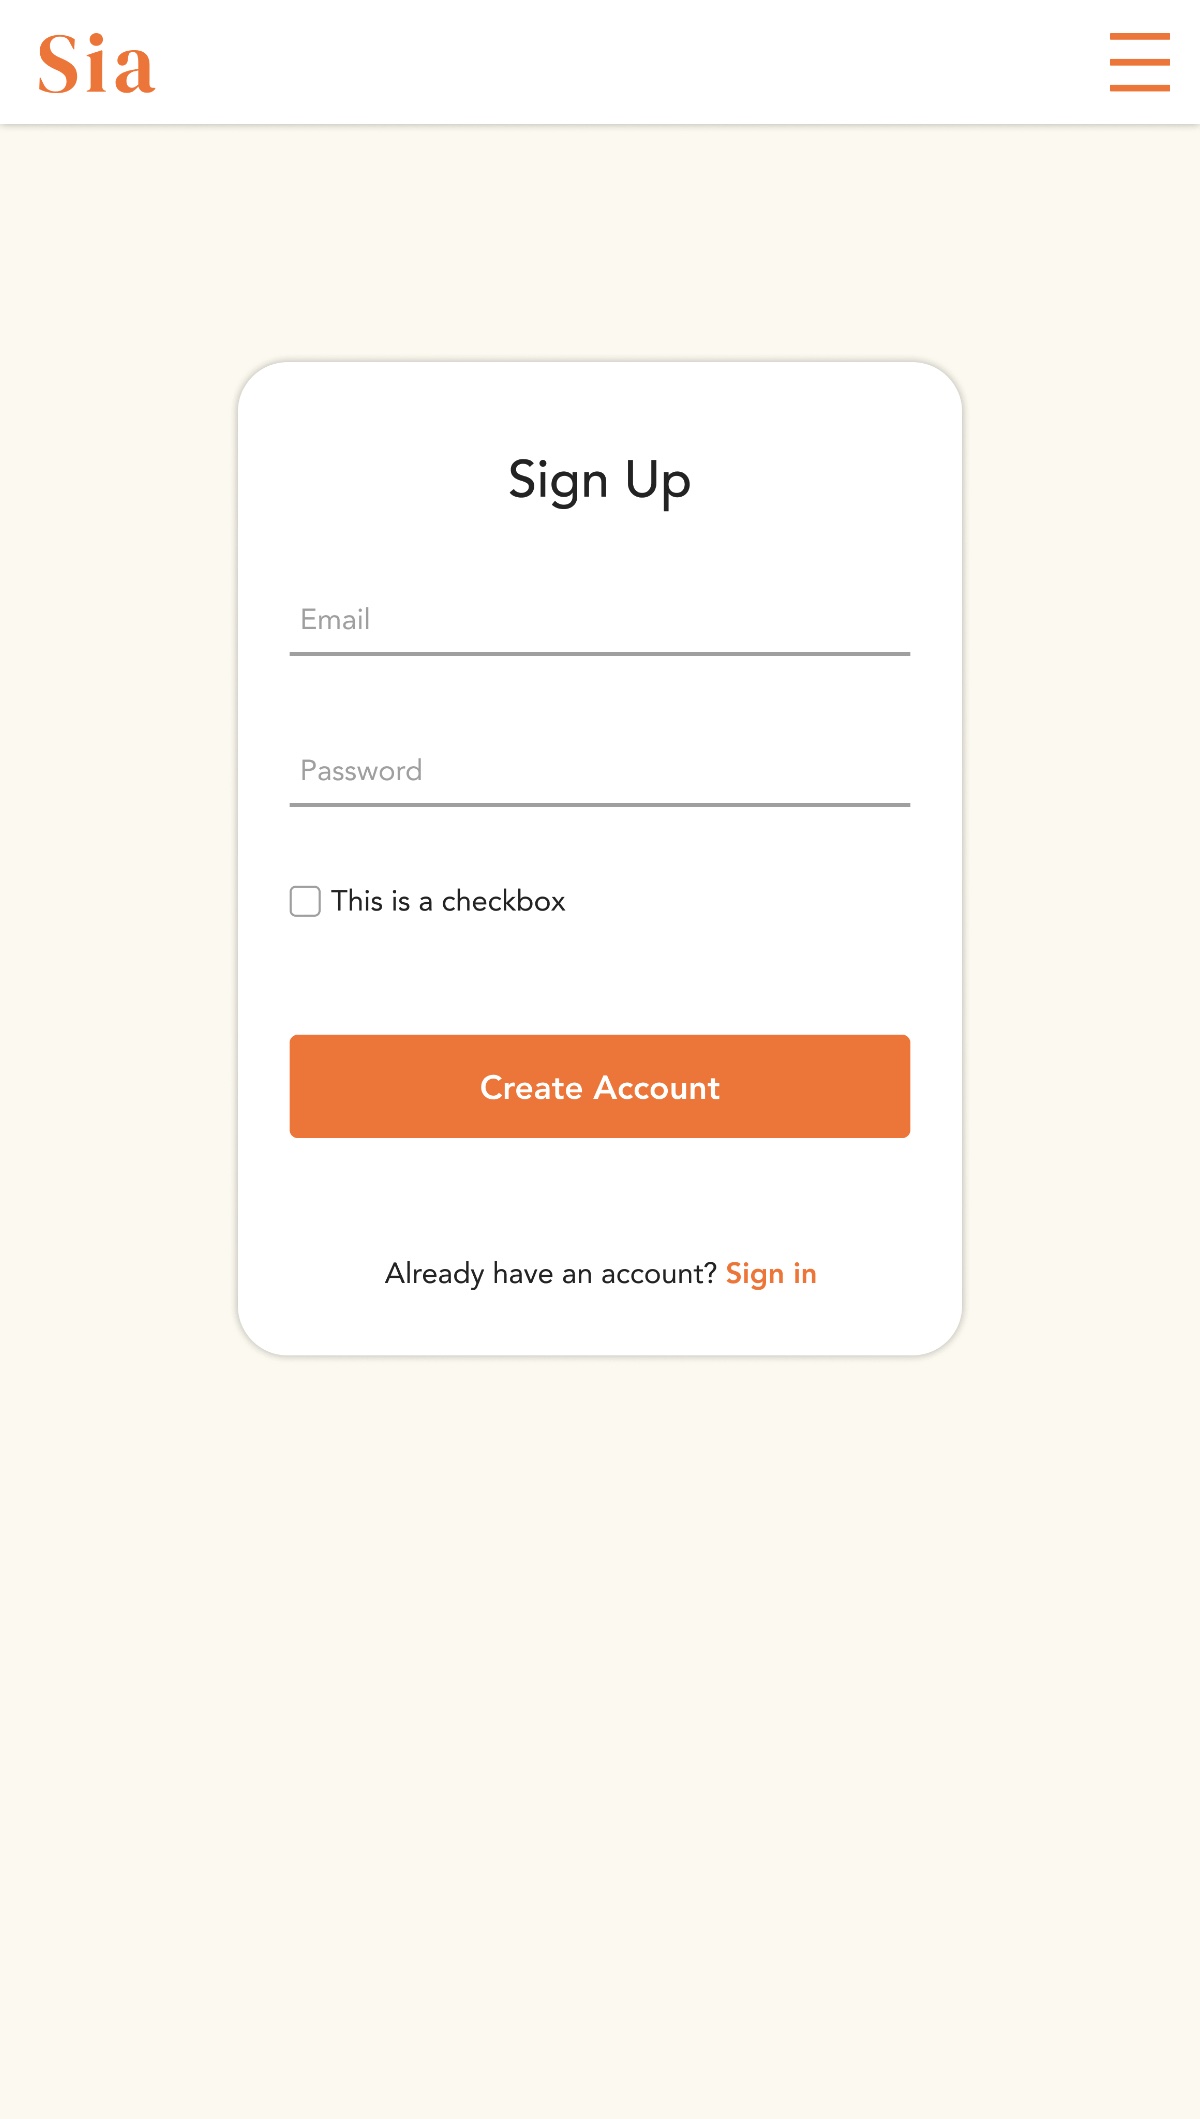 Sia
Sign Up
Email
Password
This is a checkbox
Create Account
Already have an account? Sign in